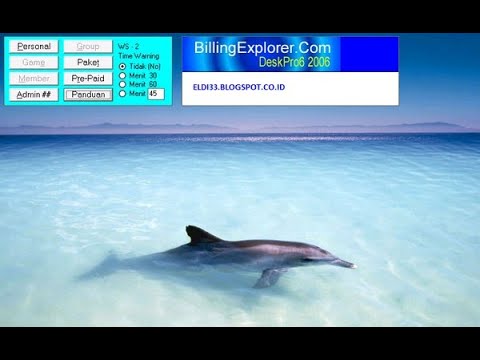 Personal
Group
WS - 2
Game
Paket
Time Warning
Tidak (No)
Member
Pre-Paid
Menit 30
Menit 60
Admin ##
Panduan
Menit 45
BillingExplorer.Com
DeskPro6 2006
ELDI33.BLOGSPOT.CO.ID